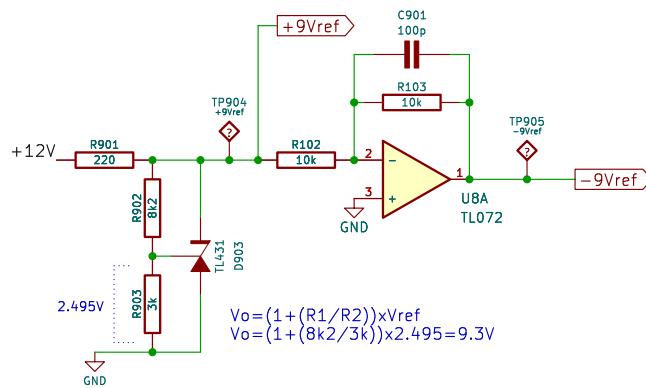 +9Vref
C901
100p
R103
10k
TP904
+9Vref
?
TP905
-9Vref
?
+12V
R901
220
R102
10k
2
-
3
+
1
U8A
TL072
-9Vref
GND
R902
8k2
TL431
D903
R903
3k
2.495V
Vo=(1+(R1/R2))xVref
Vo=(1+(8k2/3k))x2.495=9.3V
GND